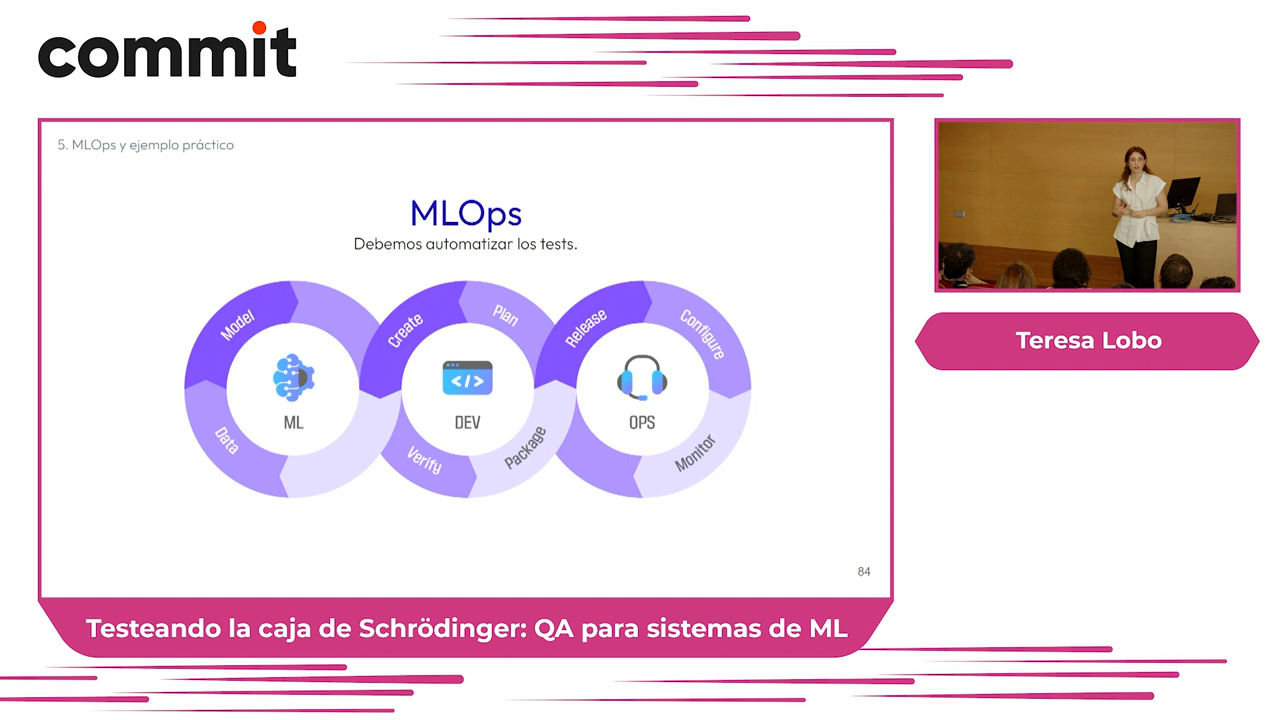 commit
5. MLOps y ejemplo práctico
MLOps
Debemos automatizar los tests.
Model
Data
ML
Create
Plan
Verify
Package
DEV
Release
Configure
Monitor
OPS
84
Teresa Lobo
Testeando la caja de Schrödinger: QA para sistemas de ML